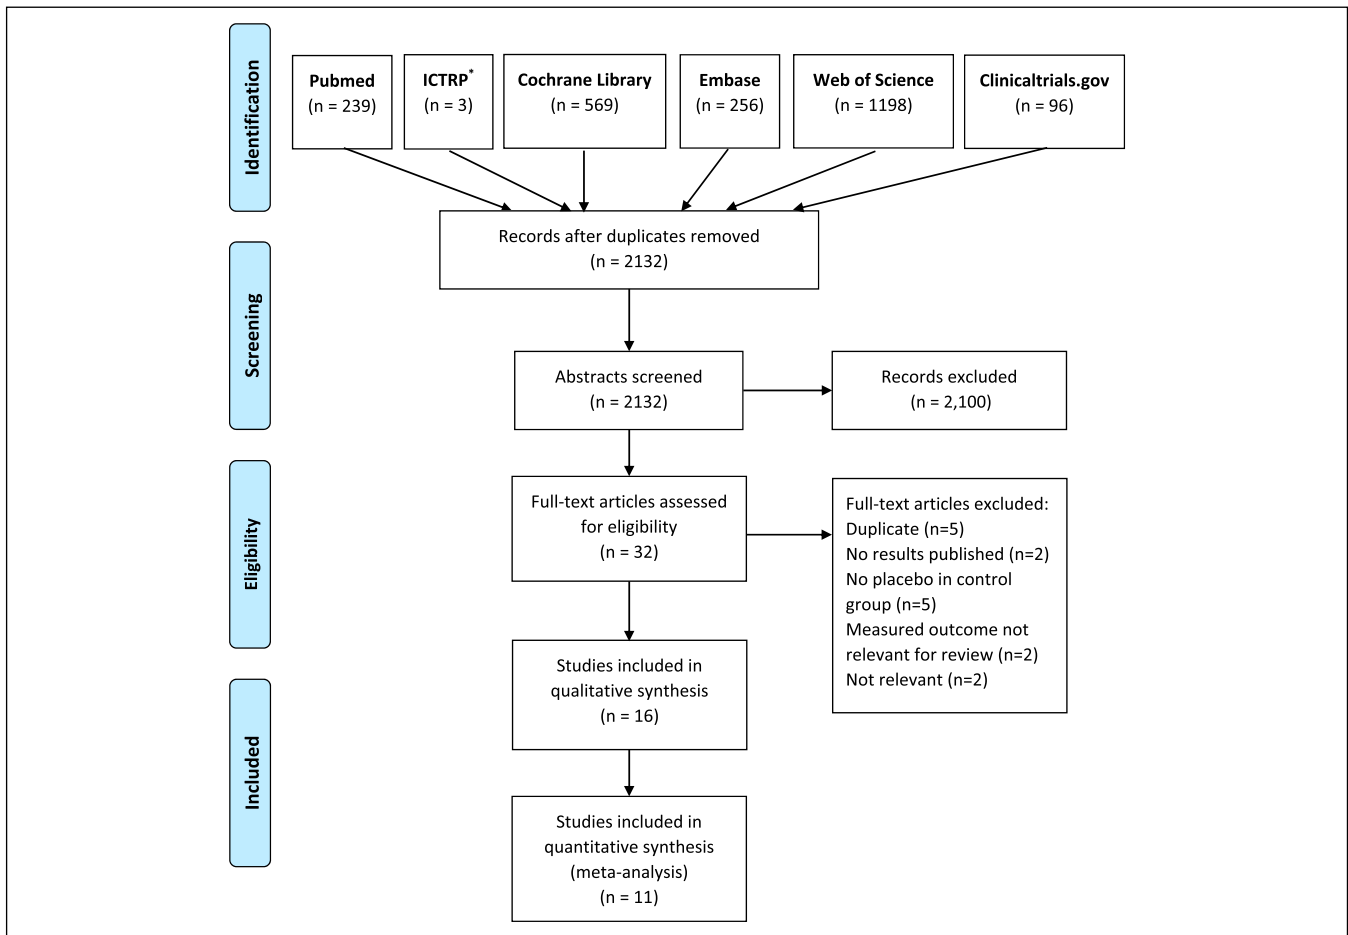 Identification
Pubmed
(n = 239)
ICTRP*
(n = 3)
Cochrane Library
(n = 569)
Embase
(n = 256)
Web of Science
(n = 1198)
Clinicaltrials.gov
(n = 96)
Records after duplicates removed
(n = 2132)
Screening
Abstracts screened
(n = 2132)
Records excluded
(n = 2,100)
Eligibility
Full-text articles assessed
for eligibility
(n = 32)
Full-text articles excluded:
Duplicate (n=5)
No results published (n=2)
No placebo in control
group (n=5)
Measured outcome not
relevant for review (n=2)
Not relevant (n=2)
Studies included in
qualitative synthesis
(n = 16)
Included
Studies included in
quantitative synthesis
(meta-analysis)
(n = 11)